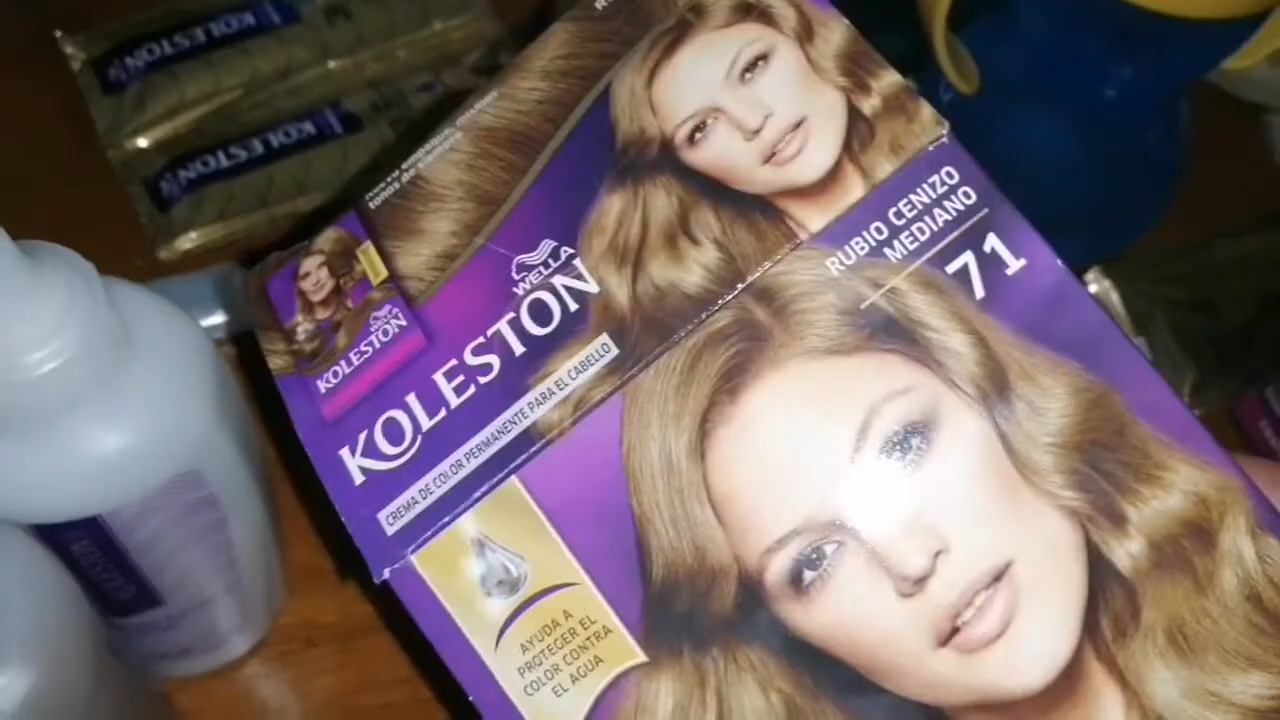 KOLESTON
KOLESTON
WELLA
KOLESTON
CREMA DE COLOR PERMANENTE PARA EL CABELLO
WELLA
KOLESTON
RUBIO CENIZO
MEDIANO
71
AYUDA A
PROTEGER EL
COLOR CONTRA
EL AGUA